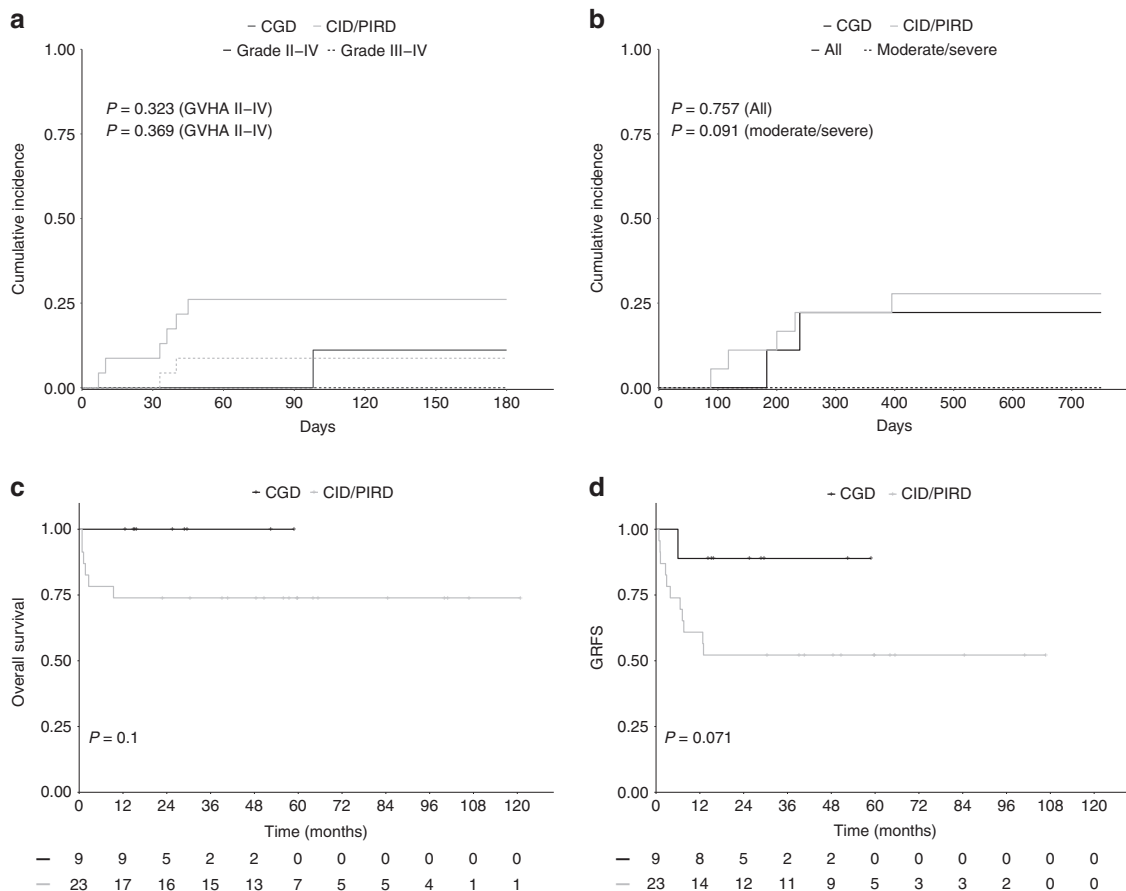 a
CGD CID/PIRD
Grade II–IV Grade III–IV
P = 0.323 (GVHA II–IV)
P = 0.369 (GVHA II–IV)
Cumulative incidence
1.00
0.75
0.50
0.25
0.00
0 30 60 90 120 150 180
Days
b
CGD CID/PIRD
All Moderate/severe
P = 0.757 (All)
P = 0.091 (moderate/severe)
Cumulative incidence
1.00
0.75
0.50
0.25
0.00
0 100 200 300 400 500 600 700
Days
c
CGD CID/PIRD
Overall survival
1.00
0.75
0.50
0.25
0.00
P = 0.1
0 12 24 36 48 60 72 84 96 108 120
Time (months)
9 9 5 2 2 0 0 0 0 0 0
23 17 16 15 13 7 5 5 4 1 1
d
CGD CID/PIRD
GRFS
1.00
0.75
0.50
0.25
0.00
P = 0.071
0 12 24 36 48 60 72 84 96 108 120
Time (months)
9 8 5 2 2 0 0 0 0 0 0
23 14 12 11 9 5 3 3 2 0 0